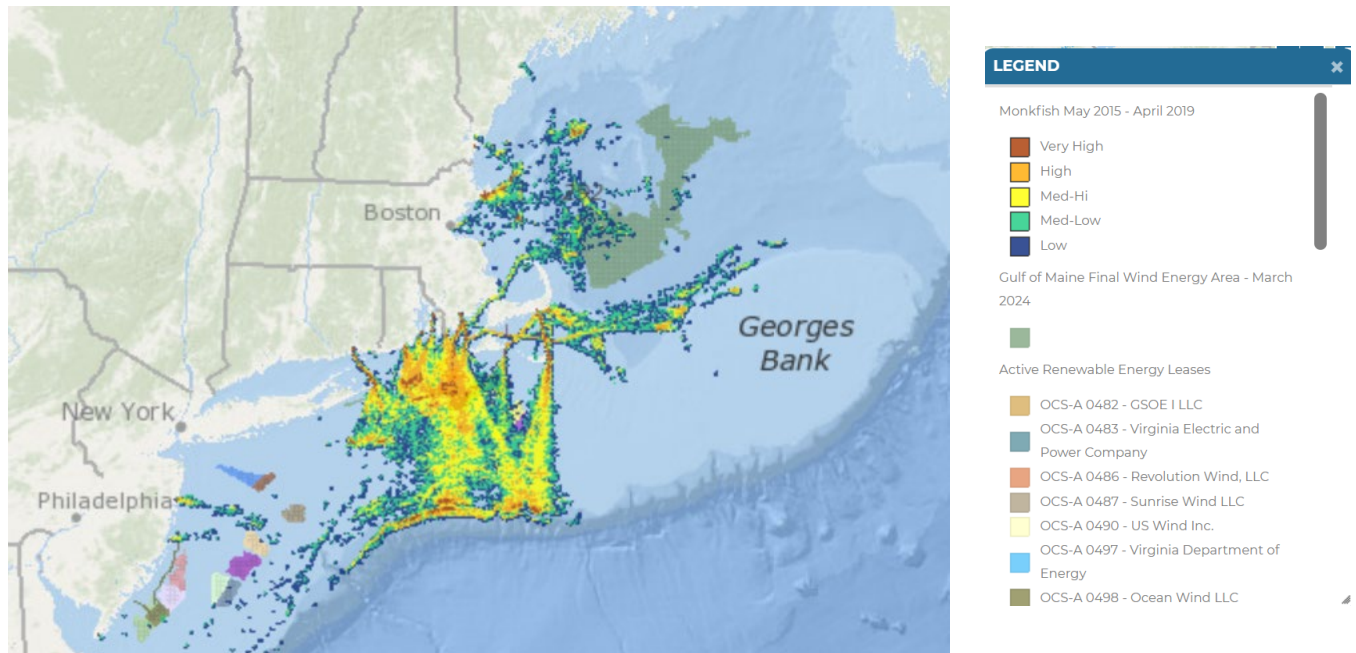 Boston
Georges
Bank
New York
Philadelphia
LEGEND
Monkfish May 2015 - April 2019
Very High
High
Med-Hi
Med-Low
Low
Gulf of Maine Final Wind Energy Area - March
2024
Active Renewable Energy Leases
OCS-A 0482 - GSOE I LLC
OCS-A 0483 - Virginia Electric and
Power Company
OCS-A 0486 - Revolution Wind, LLC
OCS-A 0487 - Sunrise Wind LLC
OCS-A 0490 - US Wind Inc.
OCS-A 0497 - Virginia Department of
Energy
OCS-A 0498 - Ocean Wind LLC